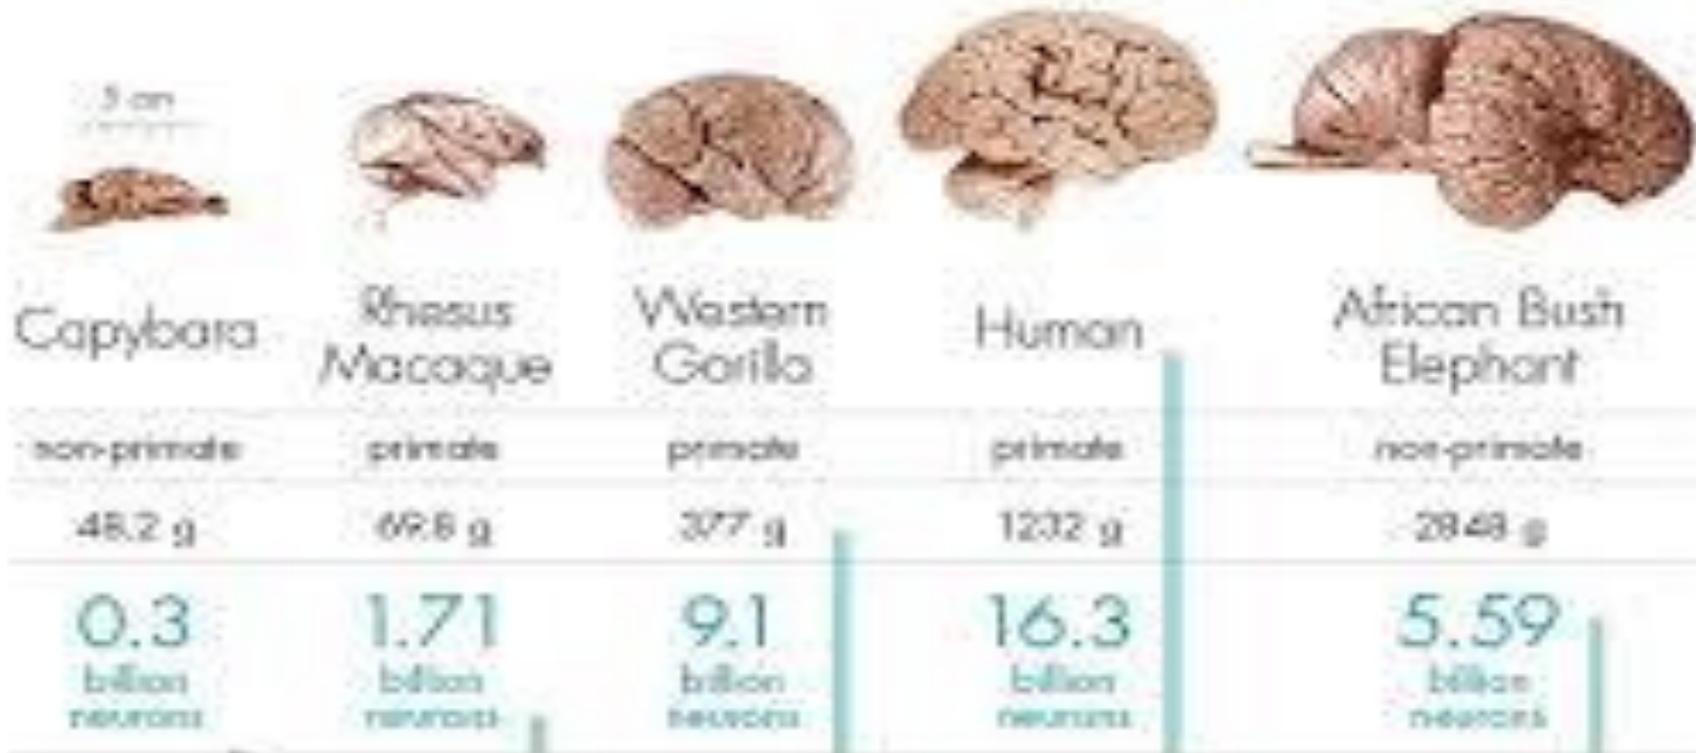 5 cm
Capybara
Rhesus
Macaque
Western
Gorilla
Human
African Bush
Elephant
non-primate
primate
primate
primate
non-primate
48.2 g
69.8 g
377 g
1232 g
2848 g
0.3
billion
neurons
1.71
billion
neurons
9.1
billion
neurons
16.3
billion
neurons
5.59
billion
neurons